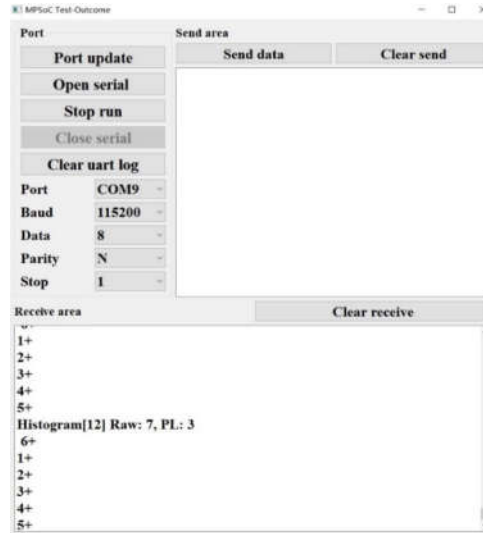 MPSoC Test-Outcome
Port
Send area
Port update
Send data
Clear send
Open serial
Stop run
Close serial
Clear uart log
Port COM9
Baud 115200
Data 8
Parity N
Stop 1
Receive area
Clear receive
1+
2+
3+
4+
5+
Histogram[12] Raw: 7, PL: 3
6+
1+
2+
3+
4+
5+